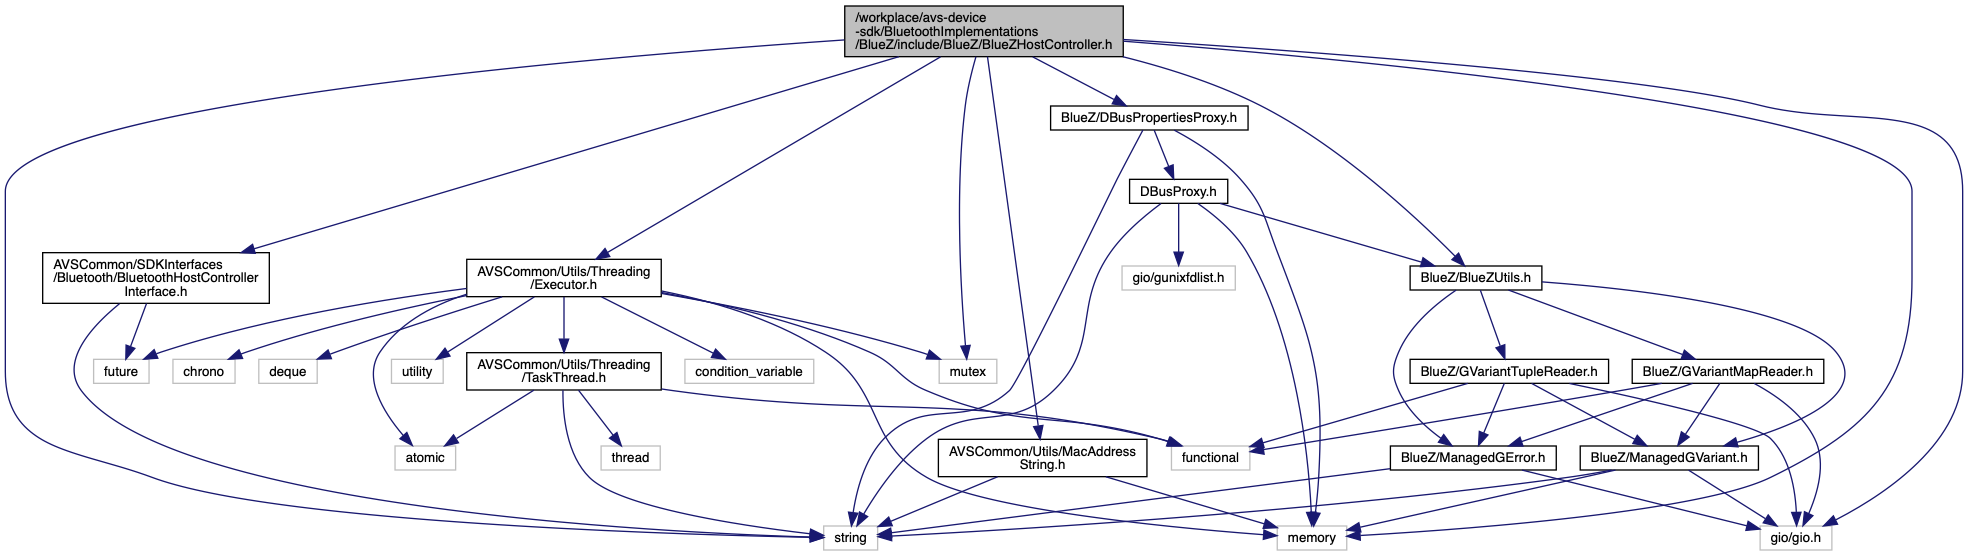 /workplace/avs-device
-sdk/BluetoothImplementations
/BlueZ/include/BlueZ/BlueZHostController.h
BlueZ/DBusPropertiesProxy.h
DBusProxy.h
AVSCommon/SDKInterfaces
/Bluetooth/BluetoothHostController
Interface.h
AVSCommon/Utils/Threading
/Executor.h
gio/gunixfdlist.h
BlueZ/BlueZUtils.h
future
chrono
deque
utility
AVSCommon/Utils/Threading
/TaskThread.h
condition_variable
mutex
BlueZ/GVariantTupleReader.h
BlueZ/GVariantMapReader.h
atomic
thread
AVSCommon/Utils/MacAddress
String.h
functional
BlueZ/ManagedGError.h
BlueZ/ManagedGVariant.h
string
memory
gio/gio.h